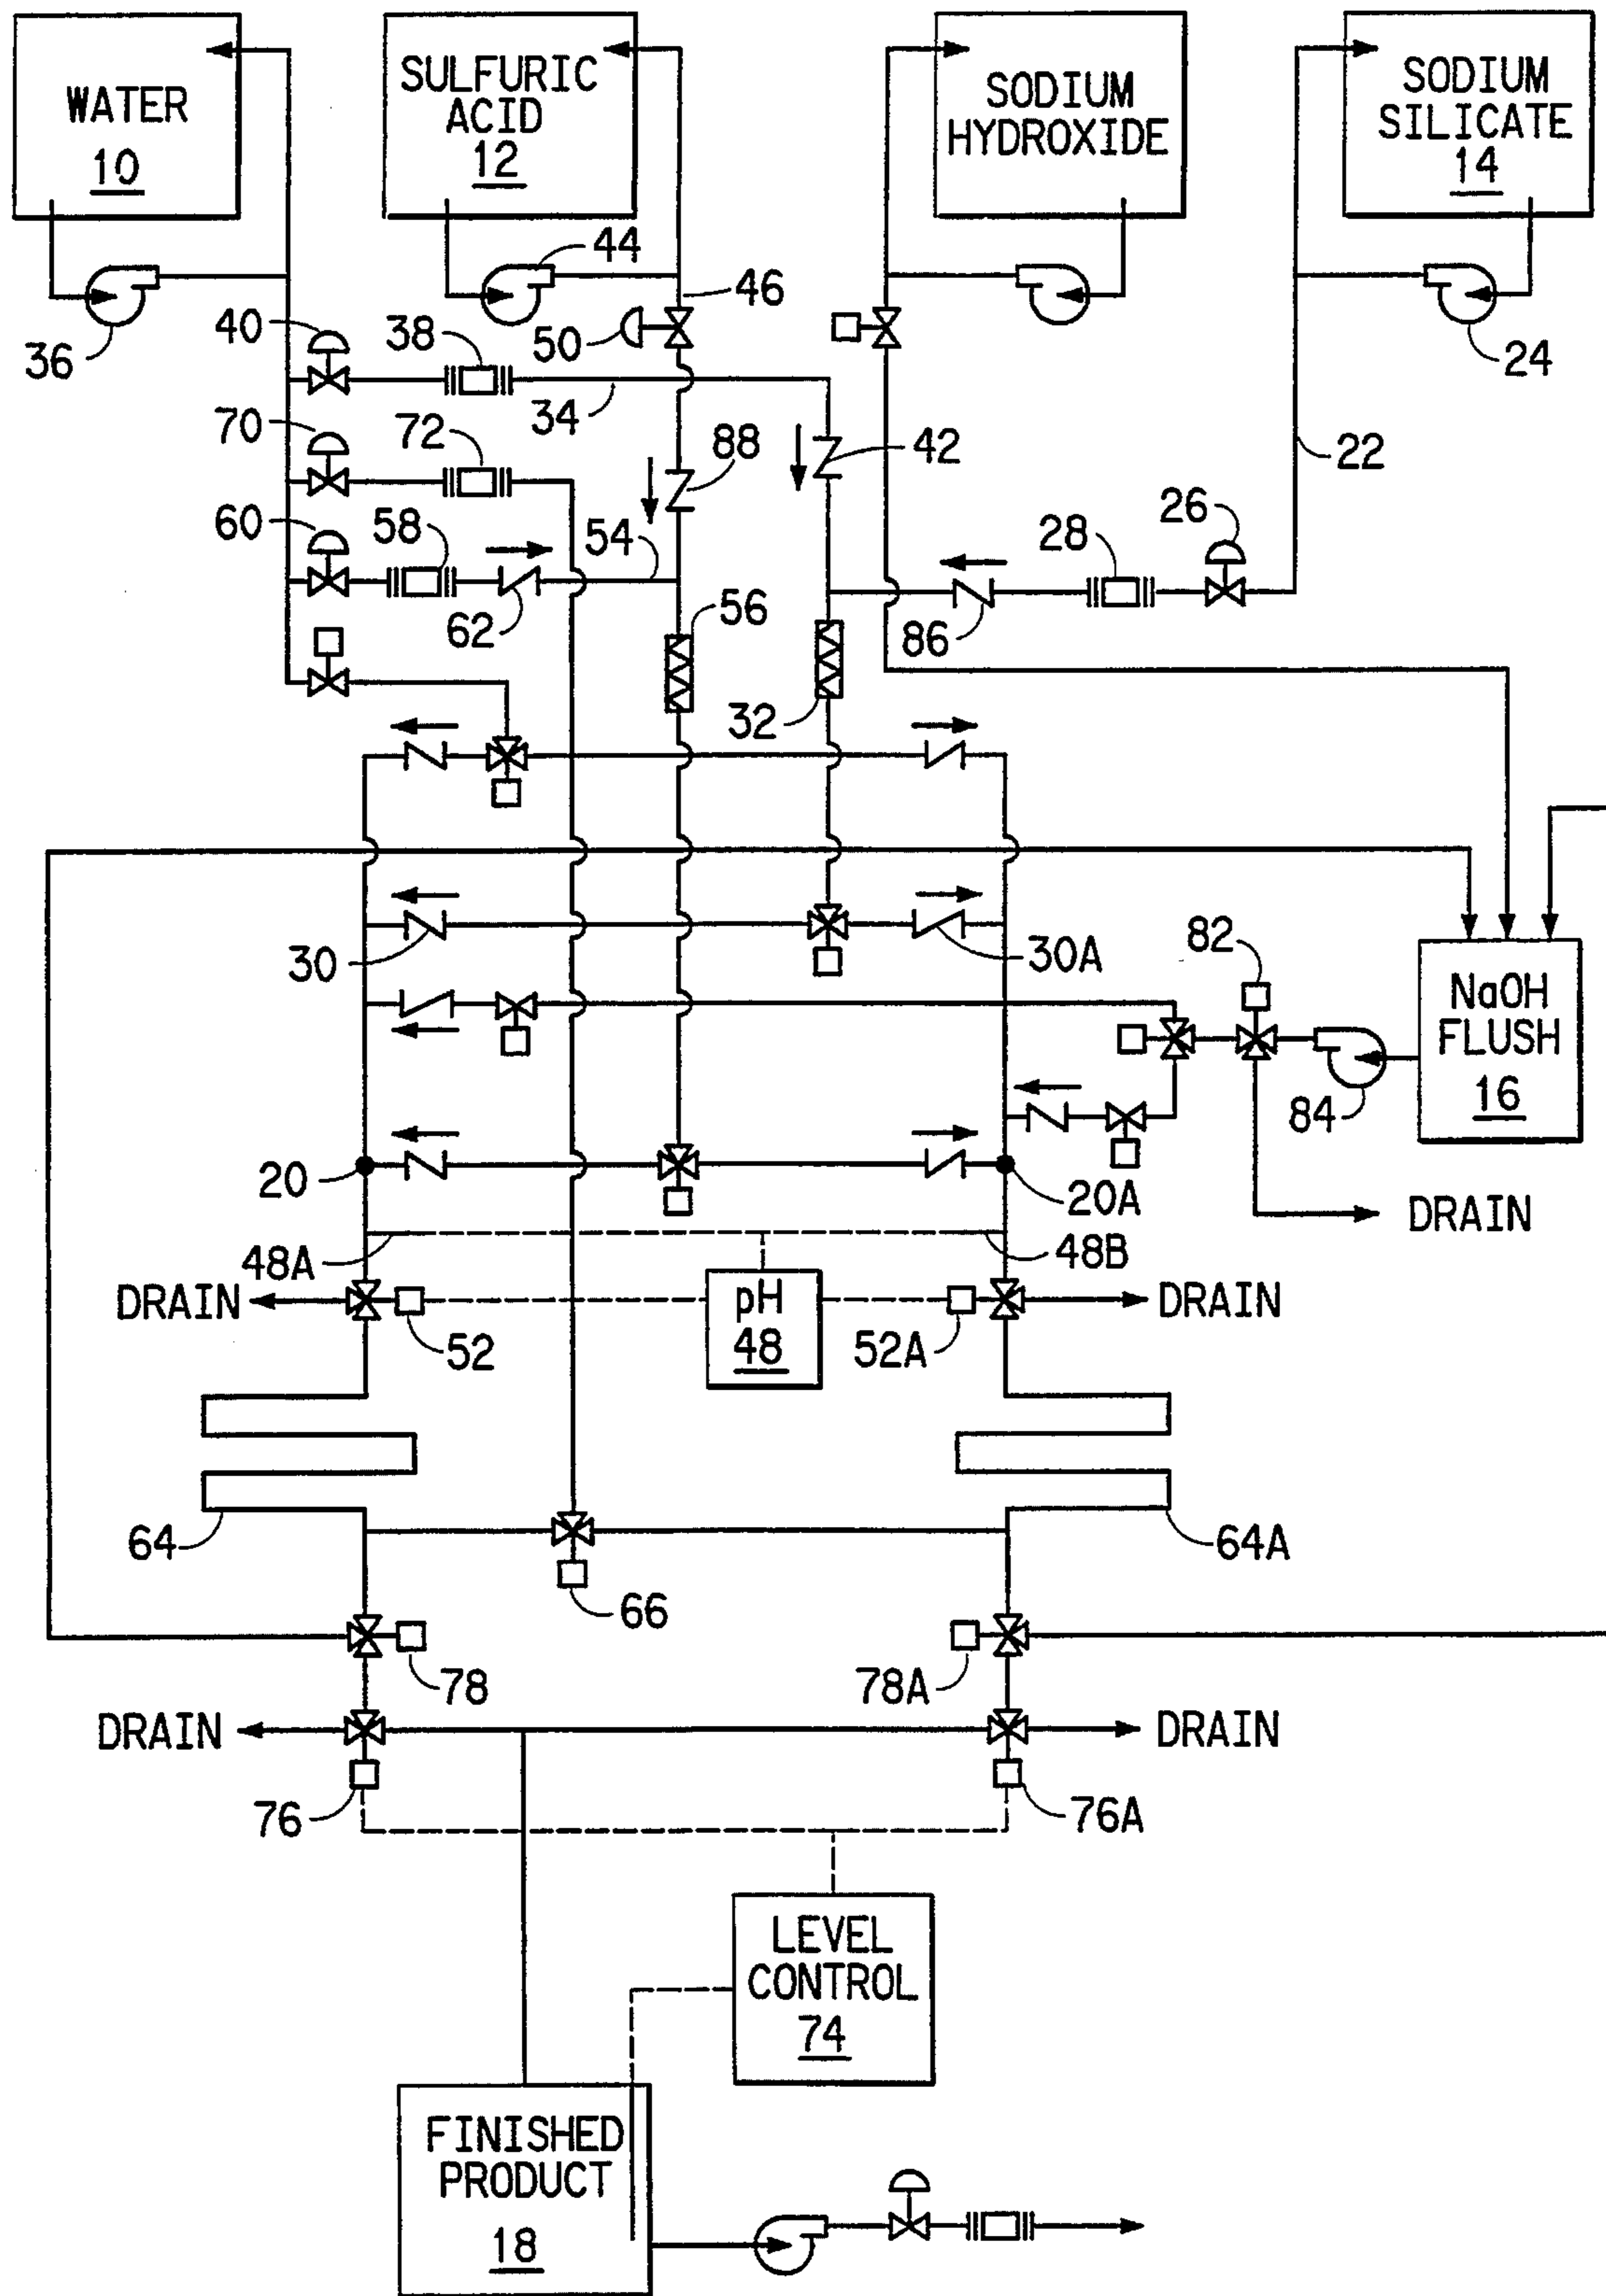 WATER
10
SULFURIC
ACID
12
SODIUM
HYDROXIDE
SODIUM
SILICATE
14
44
46
36
40
38
50
24
34
70
72
88
42
22
60
58
54
26
28
62
56
86
32
30
30A
82
NaOH
FLUSH
16
84
20
20A
DRAIN
48A
48B
DRAIN
pH
48
DRAIN
52
52A
64
64A
66
78
78A
DRAIN
DRAIN
76
76A
LEVEL
CONTROL
74
FINISHED
PRODUCT
18